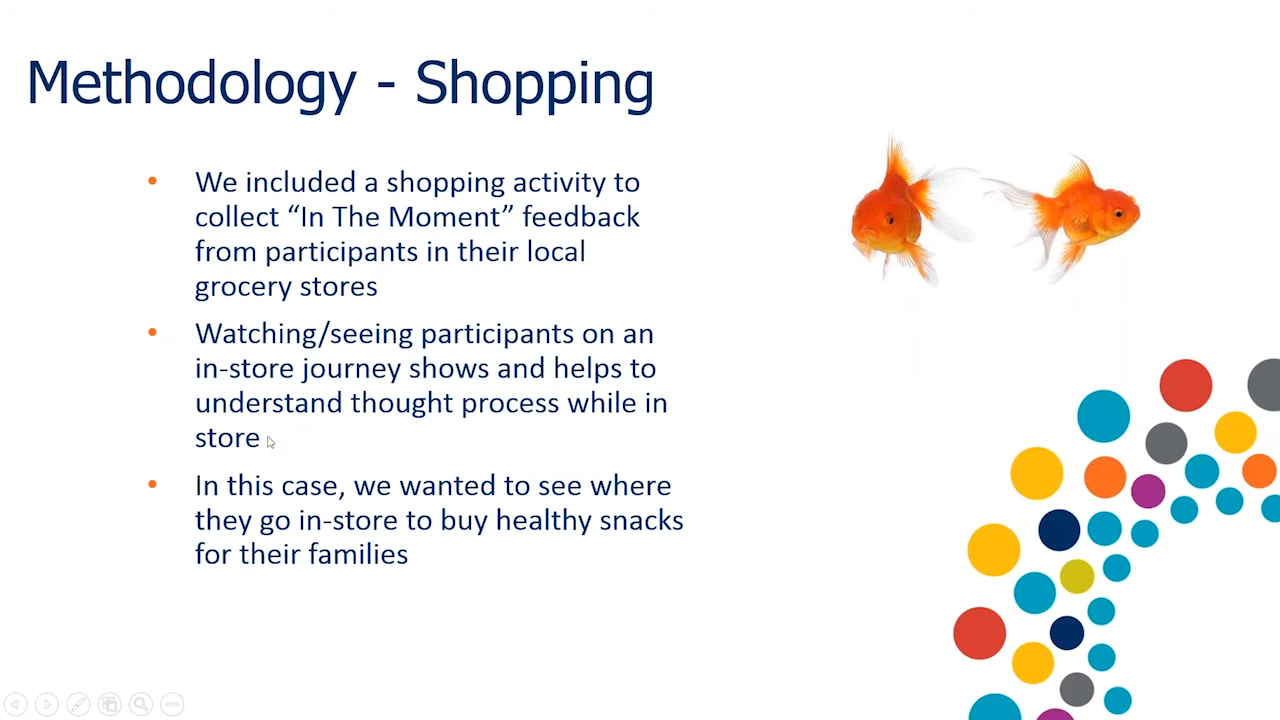 Methodology - Shopping
• We included a shopping activity to
collect “In The Moment” feedback
from participants in their local
grocery stores
• Watching/seeing participants on an
in-store journey shows and helps to
understand thought process while in
store
• In this case, we wanted to see where
they go in-store to buy healthy snacks
for their families